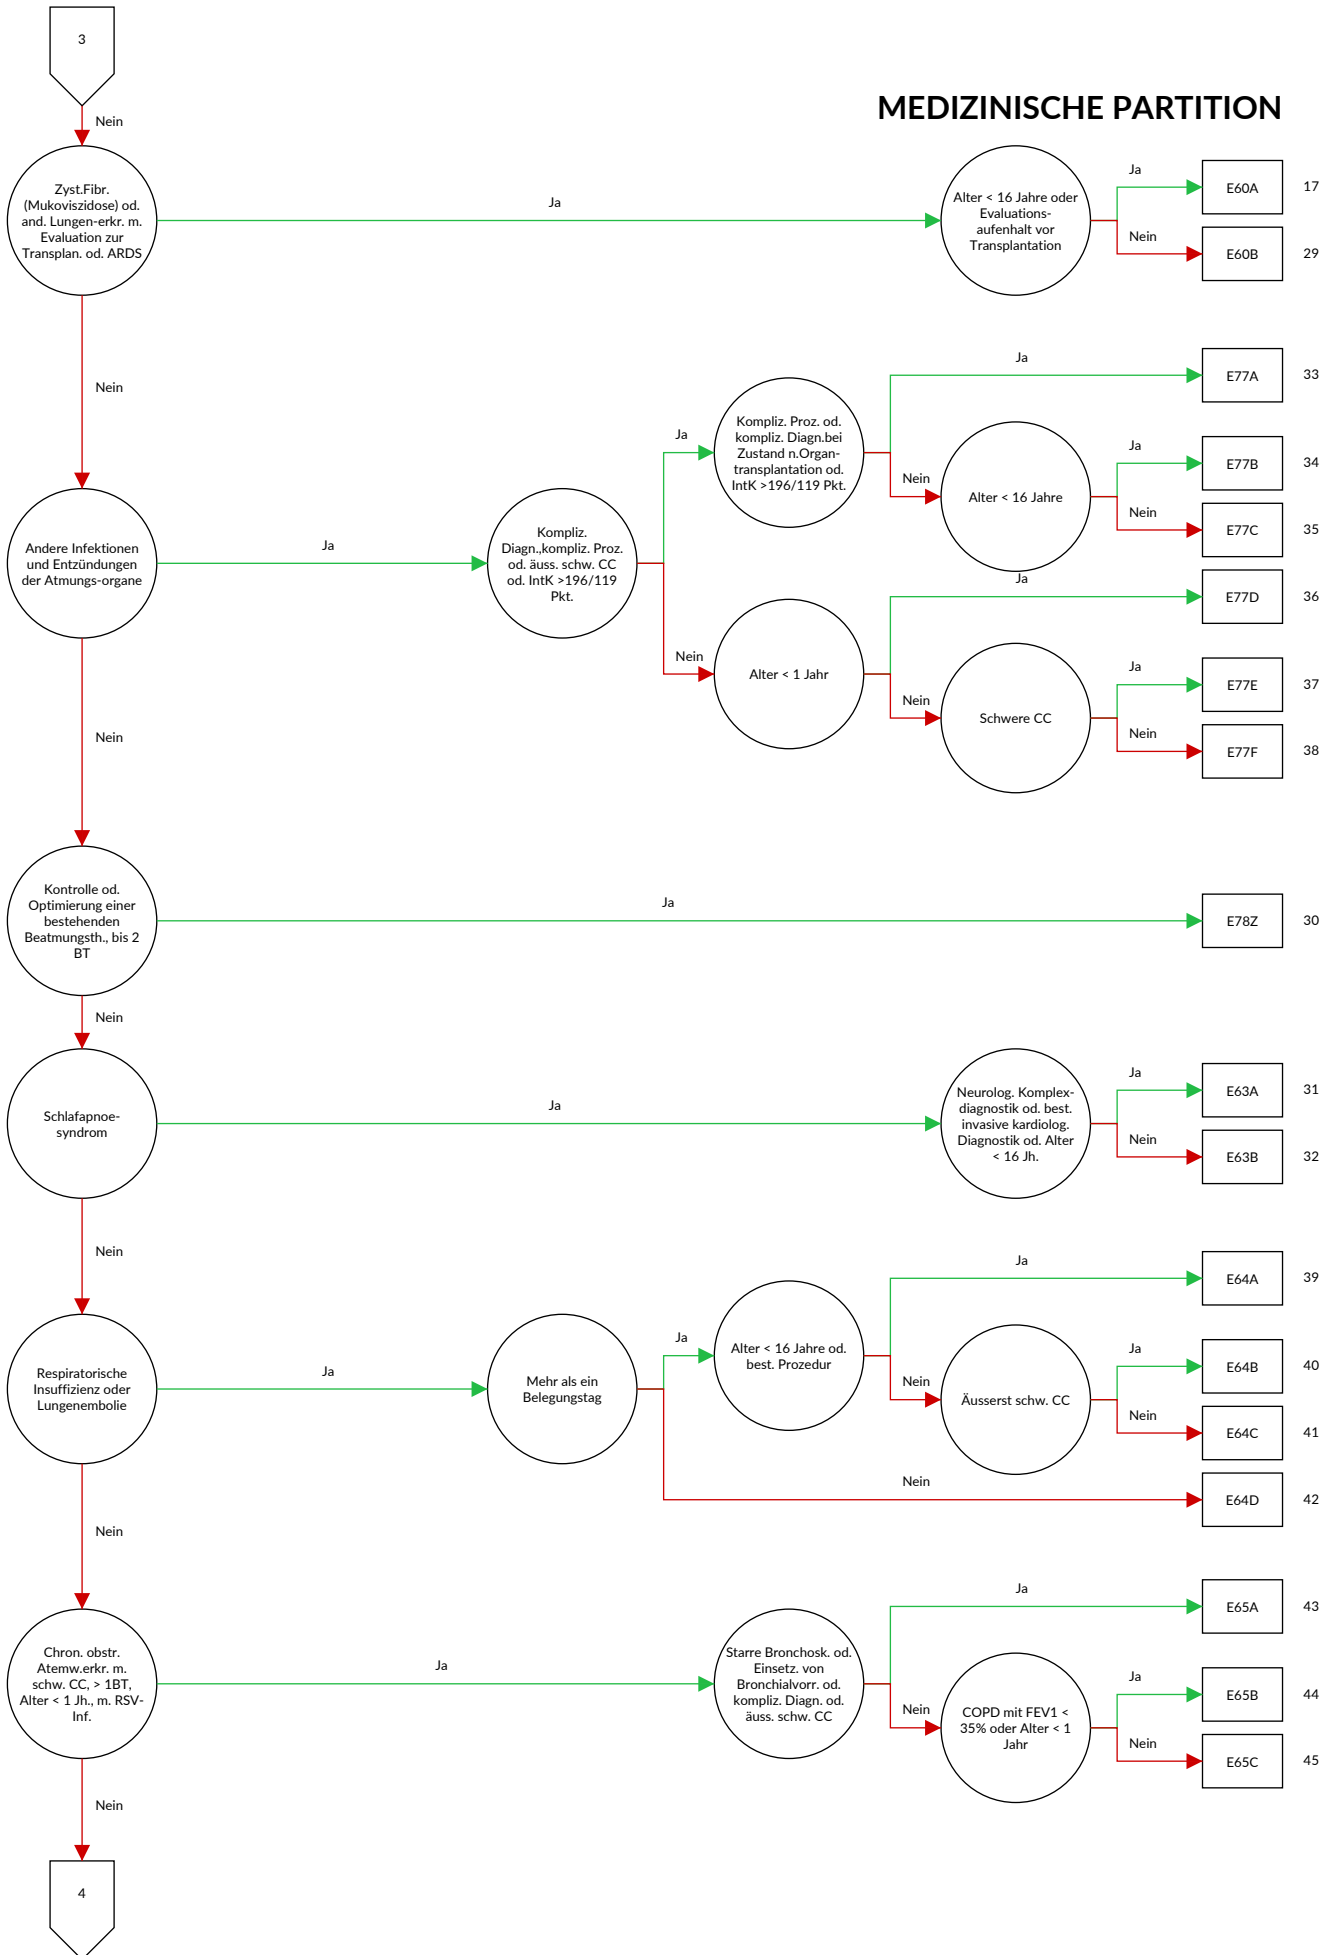 3
MEDIZINISCHE PARTITION
Nein
Zyst.Fibr.
(Mukoviszidose) od.
and. Lungen-erkr. m.
Evaluation zur
Transplan. od. ARDS
Ja
Alter < 16 Jahre oder
Evaluations-
aufenhalt vor
Transplantation
Ja
E60A
17
Nein
E60B
29
Nein
Andere Infektionen
und Entzündungen
der Atmungs-organe
Ja
Kompliz.
Diagn.,kompliz. Proz.
od. äuss. schw. CC
od. IntK >196/119
Pkt.
Ja
Kompliz. Proz. od.
kompliz. Diagn.bei
Zustand n.Organ-
transplantation od.
IntK >196/119 Pkt.
Ja
E77A
33
Nein
Alter < 16 Jahre
Ja
E77B
34
Nein
E77C
35
Nein
Alter < 1 Jahr
Ja
E77D
36
Nein
Schwere CC
Ja
E77E
37
Nein
E77F
38
Nein
Kontrolle od.
Optimierung einer
bestehenden
Beatmungsth., bis 2
BT
Ja
E78Z
30
Nein
Schlafapnoe-
syndrom
Ja
Neurolog. Komplex-
diagnostik od. best.
invasive kardiolog.
Diagnostik od. Alter
< 16 Jh.
Ja
E63A
31
Nein
E63B
32
Nein
Respiratorische
Insuffizienz oder
Lungenembolie
Ja
Mehr als ein
Belegungstag
Ja
Alter < 16 Jahre od.
best. Prozedur
Ja
E64A
39
Nein
Äusserst schw. CC
Ja
E64B
40
Nein
E64C
41
Nein
E64D
42
Nein
Chron. obstr.
Atemw.erkr. m.
schw. CC, > 1BT,
Alter < 1 Jh., m. RSV-
Inf.
Ja
Starre Bronchosk. od.
Einsetz. von
Bronchialvorr. od.
kompliz. Diagn. od.
äuss. schw. CC
Ja
E65A
43
Nein
COPD mit FEV1 <
35% oder Alter < 1
Jahr
Ja
E65B
44
Nein
E65C
45
Nein
4